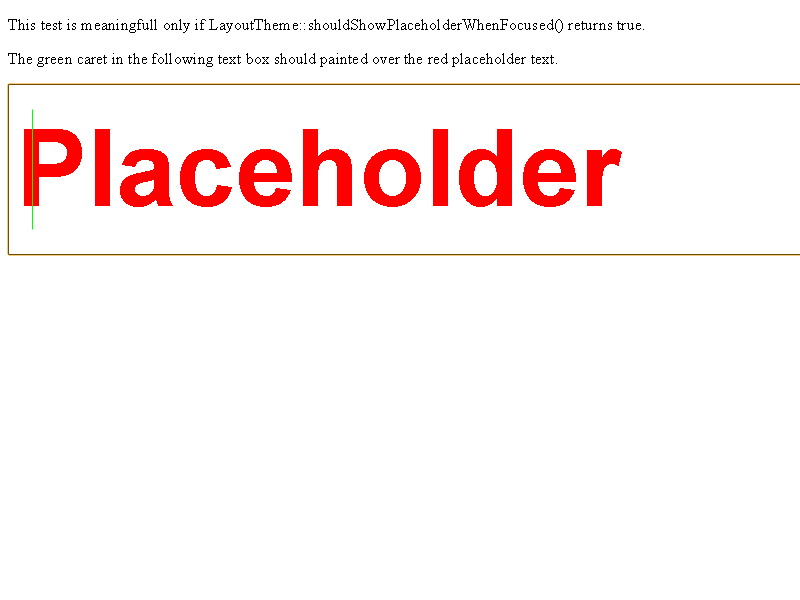 This test is meaningfull only if LayoutTheme::shouldShowPlaceholderWhenFocused() returns true.
The green caret in the following text box should painted over the red placeholder text.
Placeholder